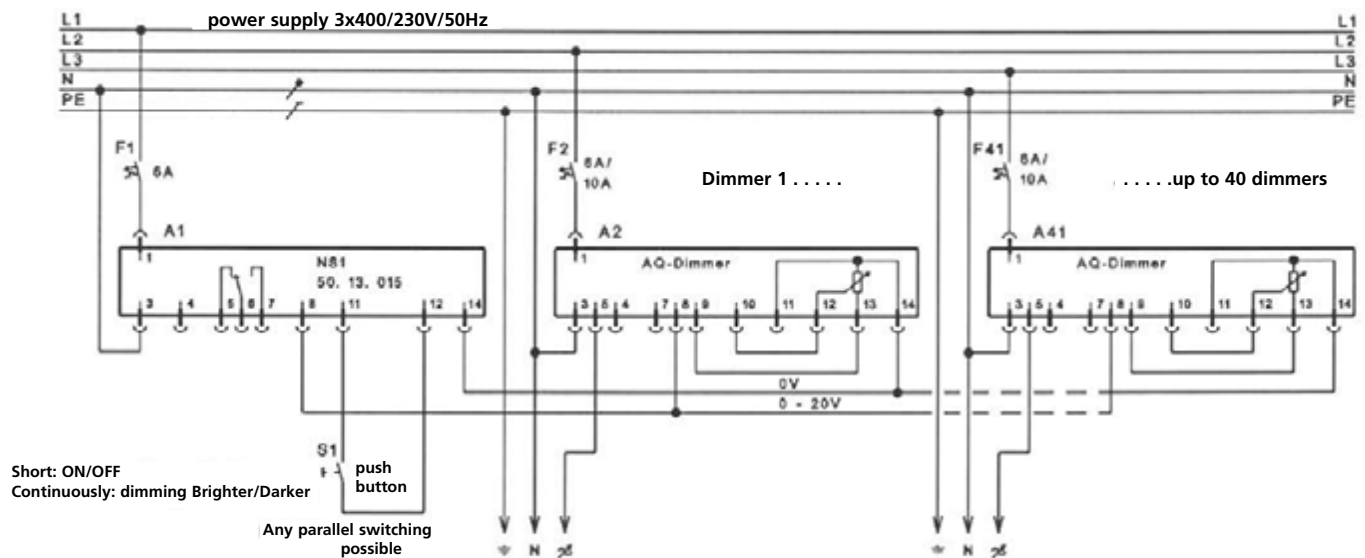 L1 power supply 3x400/230V/50Hz L1
L2 L2
L3 L3
N N
PE PE
F1 6A
F2 6A/
10A
Dimmer 1 . . . . .
F41 6A/
10A
. . . . .up to 40 dimmers
A1
1
NS1
50. 13. 015
3 4 5 6 7 8 11 12 14
A2
1
AQ-Dimmer
3 5 4 7 8 9 10 11 12 13 14
A41
1
AQ-Dimmer
3 5 4 7 8 9 10 11 12 13 14
0V
0 - 20V
S1
push
button
Short: ON/OFF
Continuously: dimming Brighter/Darker
Any parallel switching
possible
N
N